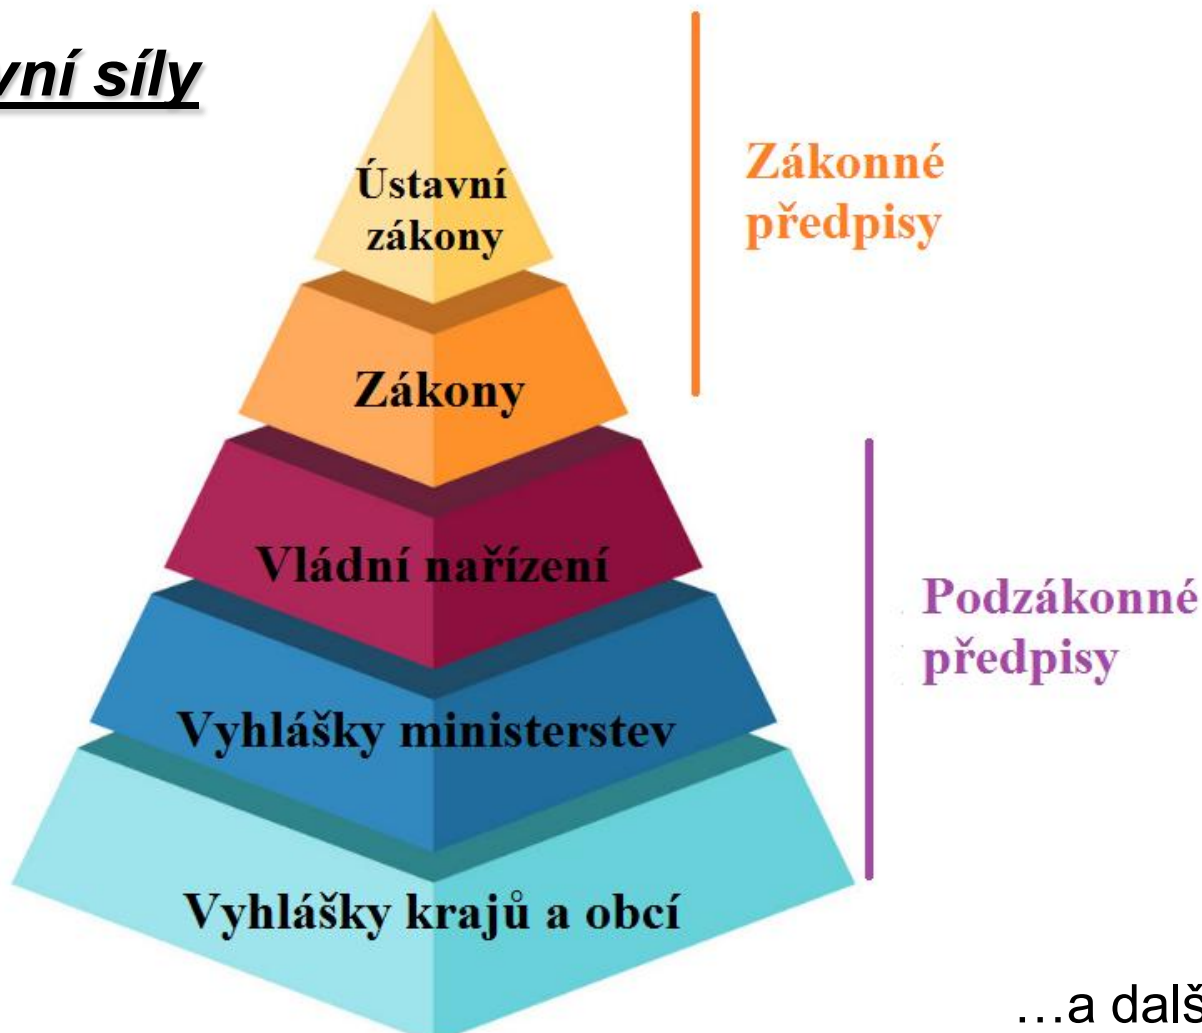 vní síly
Ústavní
zákony
Zákonné
předpisy
Zákony
Vládní nařízení
Podzákonné
předpisy
Vyhlášky ministerstev
Vyhlášky krajů a obcí
…a dalš